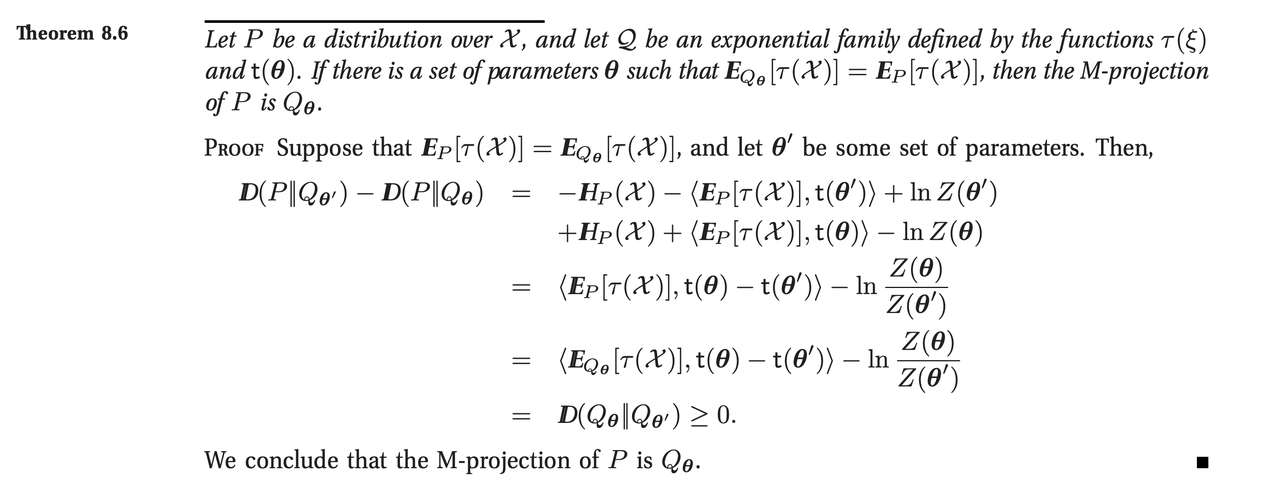 Theorem 8.6
Let P be a distribution over 𝒳, and let 𝒬 be an exponential family defined by the functions τ(ξ)
and t(θ). If there is a set of parameters θ such that E_{Q_θ}[τ(𝒳)] = E_P[τ(𝒳)], then the M-projection
of P is Q_θ.
PROOF Suppose that E_P[τ(𝒳)] = E_{Q_θ}[τ(𝒳)], and let θ′ be some set of parameters. Then,
D(P‖Q_{θ′}) − D(P‖Q_θ) = −H_P(𝒳) − ⟨E_P[τ(𝒳)], t(θ′)⟩ + ln Z(θ′)
+H_P(𝒳) + ⟨E_P[τ(𝒳)], t(θ)⟩ − ln Z(θ)
= ⟨E_P[τ(𝒳)], t(θ) − t(θ′)⟩ − ln Z(θ)/Z(θ′)
= ⟨E_{Q_θ}[τ(𝒳)], t(θ) − t(θ′)⟩ − ln Z(θ)/Z(θ′)
= D(Q_θ‖Q_{θ′}) ≥ 0.
We conclude that the M-projection of P is Q_θ. ■